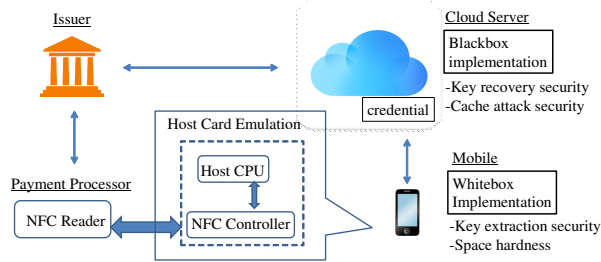 Issuer
Cloud Server
Blackbox
implementation
-Key recovery security
-Cache attack security
credential
Host Card Emulation
Host CPU
NFC Controller
Payment Processor
NFC Reader
Mobile
Whitebox
Implementation
-Key extraction security
-Space hardness